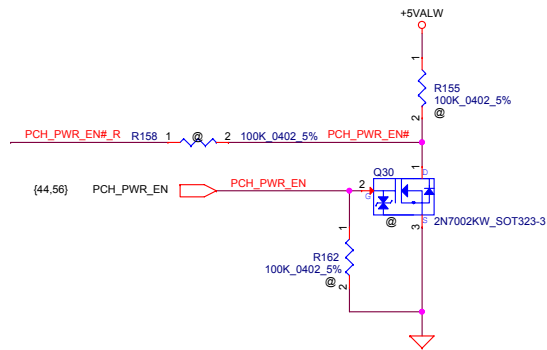 +5VALW
1
R155
100K_0402_5%
2
@
PCH_PWR_EN#_R R158 1 @ 2 100K_0402_5% PCH_PWR_EN#
Q30 1 D
{44,56} PCH_PWR_EN PCH_PWR_EN 2 G
@ S 2N7002KW_SOT323-3
3
1
R162
100K_0402_5%
@
2